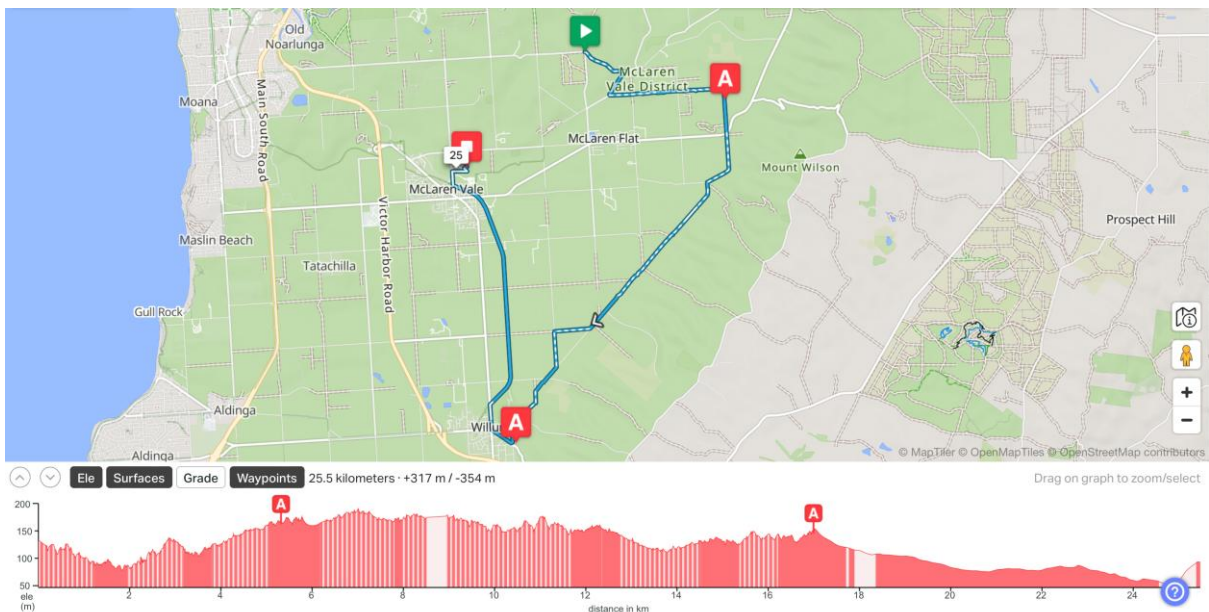 Old
Noarlunga
Moana
Main South Road
McLaren
Vale District
A
McLaren Flat
25
McLaren Vale
Mount Wilson
Prospect Hill
Maslin Beach
Victor Harbor Road
Tatachilla
Gull Rock
Aldinga
Aldinga
A
+
−
© MapTiler © OpenMapTiles © OpenStreetMap contributors
Ele
Surfaces
Grade
Waypoints
25.5 kilometers · +317 m / -354 m
Drag on graph to zoom/select
200
150
100
50
ele
(m)
A
A
2
4
6
8
10
12
14
16
18
20
22
24
distance in km
?